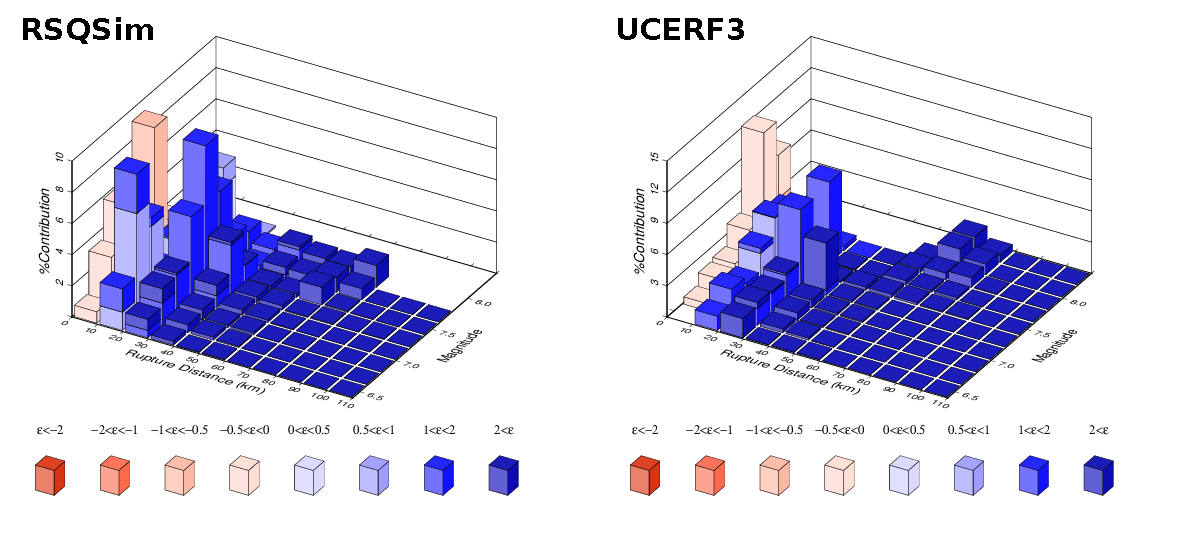 RSQSim
%Contribution
10
8
6
4
2
0
10
20
30
40
50
60
70
80
90
100
110
Rupture Distance (km)
6.5
7.0
7.5
8.0
Magnitude
ε<−2
−2<ε<−1
−1<ε<−0.5
−0.5<ε<0
0<ε<0.5
0.5<ε<1
1<ε<2
2<ε
UCERF3
%Contribution
15
12
9
6
3
0
10
20
30
40
50
60
70
80
90
100
110
Rupture Distance (km)
6.5
7.0
7.5
8.0
Magnitude
ε<−2
−2<ε<−1
−1<ε<−0.5
−0.5<ε<0
0<ε<0.5
0.5<ε<1
1<ε<2
2<ε